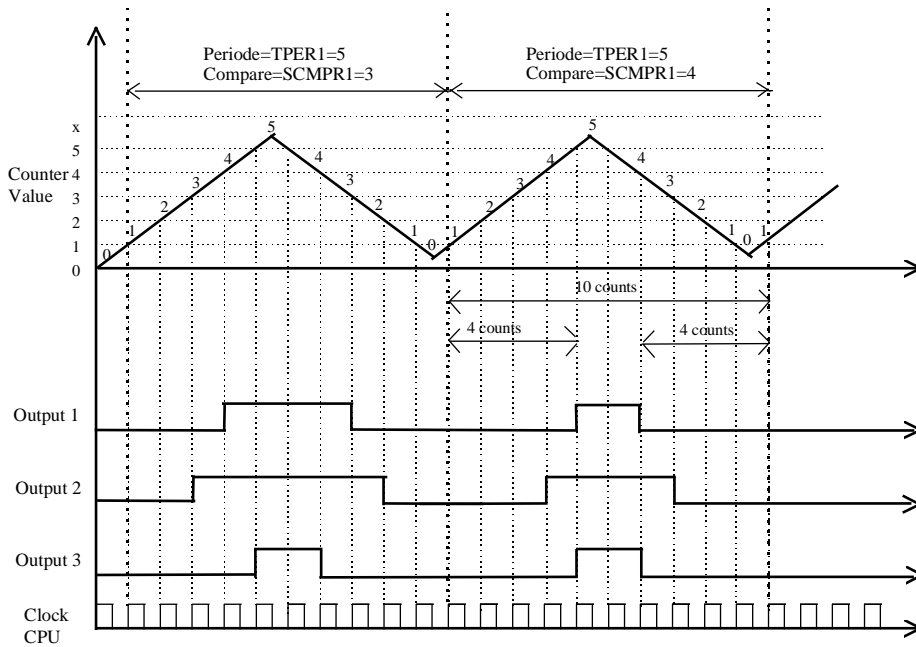 Periode=TPER1=5
Compare=SCMPR1=3
Periode=TPER1=5
Compare=SCMPR1=4
x
5
4
3
2
1
0
Counter
Value
0 1 2 3 4 5 4 3 2 1 0 1 2 3 4 5 4 3 2 1 0 1
10 counts
4 counts
4 counts
Output 1
Output 2
Output 3
Clock
CPU